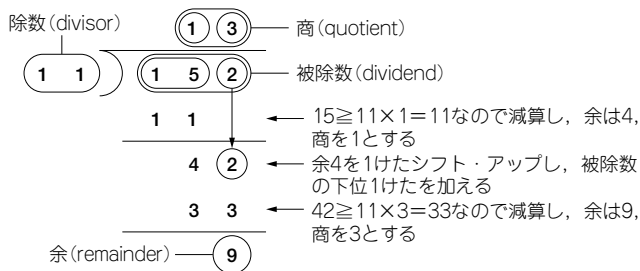 除数(divisor)
1 3
商(quotient)
1 1
1 5 2
被除数(dividend)
1 1
15≧11×1＝11なので減算し，余は4，
商を1とする
4 2
余4を1けたシフト・アップし，被除数
の下位1けたを加える
3 3
42≧11×3＝33なので減算し，余は9，
商を3とする
余(remainder)
9